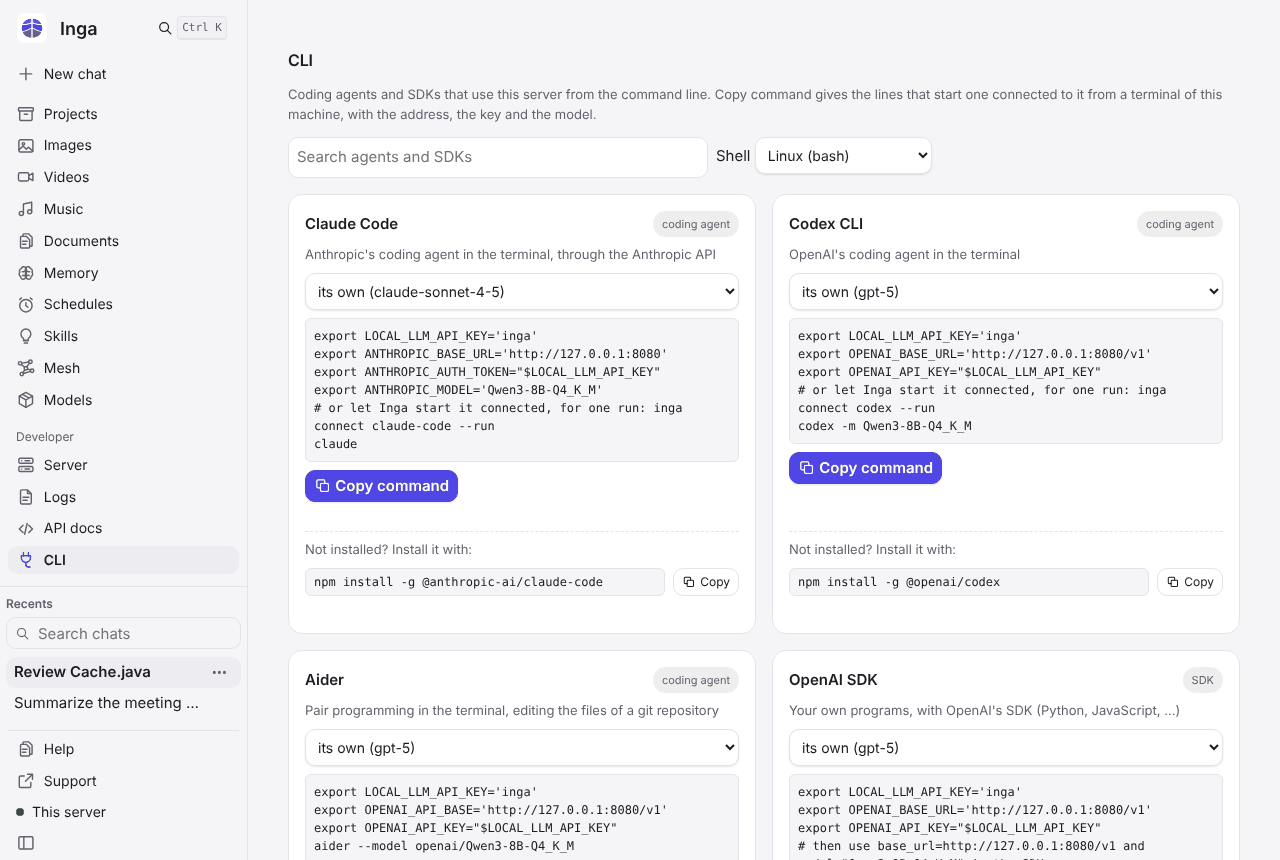 Inga
Ctrl K
New chat
Projects
Images
Videos
Music
Documents
Memory
Schedules
Skills
Mesh
Models
Developer
Server
Logs
API docs
CLI
Recents
Search chats
Review Cache.java
Summarize the meeting ...
Help
Support
This server
CLI
Coding agents and SDKs that use this server from the command line. Copy command gives the lines that start one connected to it from a terminal of this
machine, with the address, the key and the model.
Search agents and SDKs
Shell
Linux (bash)
Claude Code
coding agent
Anthropic's coding agent in the terminal, through the Anthropic API
its own (claude-sonnet-4-5)
export LOCAL_LLM_API_KEY='inga'
export ANTHROPIC_BASE_URL='http://127.0.0.1:8080'
export ANTHROPIC_AUTH_TOKEN="$LOCAL_LLM_API_KEY"
export ANTHROPIC_MODEL='Qwen3-8B-Q4_K_M'
# or let Inga start it connected, for one run: inga
connect claude-code --run
claude
Copy command
Not installed? Install it with:
npm install -g @anthropic-ai/claude-code
Copy
Codex CLI
coding agent
OpenAI's coding agent in the terminal
its own (gpt-5)
export LOCAL_LLM_API_KEY='inga'
export OPENAI_BASE_URL='http://127.0.0.1:8080/v1'
export OPENAI_API_KEY="$LOCAL_LLM_API_KEY"
# or let Inga start it connected, for one run: inga
connect codex --run
codex -m Qwen3-8B-Q4_K_M
Copy command
Not installed? Install it with:
npm install -g @openai/codex
Copy
Aider
coding agent
Pair programming in the terminal, editing the files of a git repository
its own (gpt-5)
export LOCAL_LLM_API_KEY='inga'
export OPENAI_API_BASE='http://127.0.0.1:8080/v1'
export OPENAI_API_KEY="$LOCAL_LLM_API_KEY"
aider --model openai/Qwen3-8B-Q4_K_M
OpenAI SDK
SDK
Your own programs, with OpenAI's SDK (Python, JavaScript, ...)
its own (gpt-5)
export LOCAL_LLM_API_KEY='inga'
export OPENAI_BASE_URL='http://127.0.0.1:8080/v1'
export OPENAI_API_KEY="$LOCAL_LLM_API_KEY"
# then use base_url=http://127.0.0.1:8080/v1 and